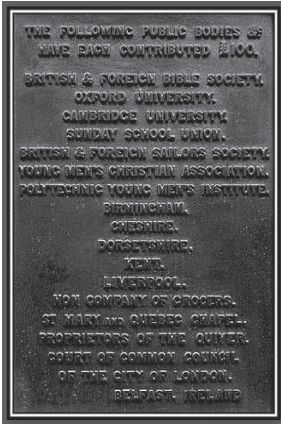 THE FOLLOWING PUBLIC BODIES &c
HAVE EACH CONTRIBUTED £100.
BRITISH & FOREIGN BIBLE SOCIETY.
OXFORD UNIVERSITY.
CAMBRIDGE UNIVERSITY.
SUNDAY SCHOOL UNION.
BRITISH & FOREIGN SAILORS SOCIETY.
YOUNG MEN'S CHRISTIAN ASSOCIATION.
POLYTECHNIC YOUNG MEN'S INSTITUTE.
BIRMINGHAM.
CHESHIRE.
DORSETSHIRE.
KENT.
LIVERPOOL.
HON COMPANY OF GROCERS.
ST MARY AND QUEBEC CHAPEL.
PROPRIETORS OF THE QUIVER.
COURT OF COMMON COUNCIL.
OF THE CITY OF LONDON.
BELFAST. IRELAND